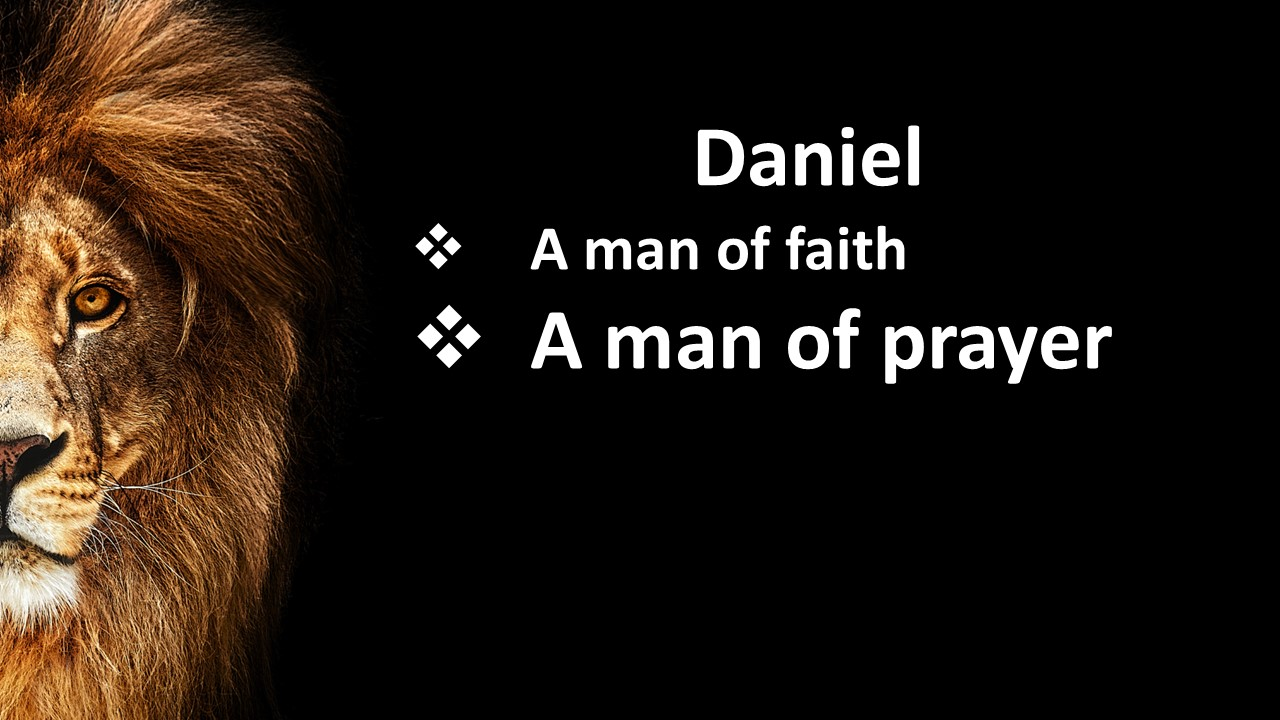 Daniel
❖ A man of faith
❖ A man of prayer